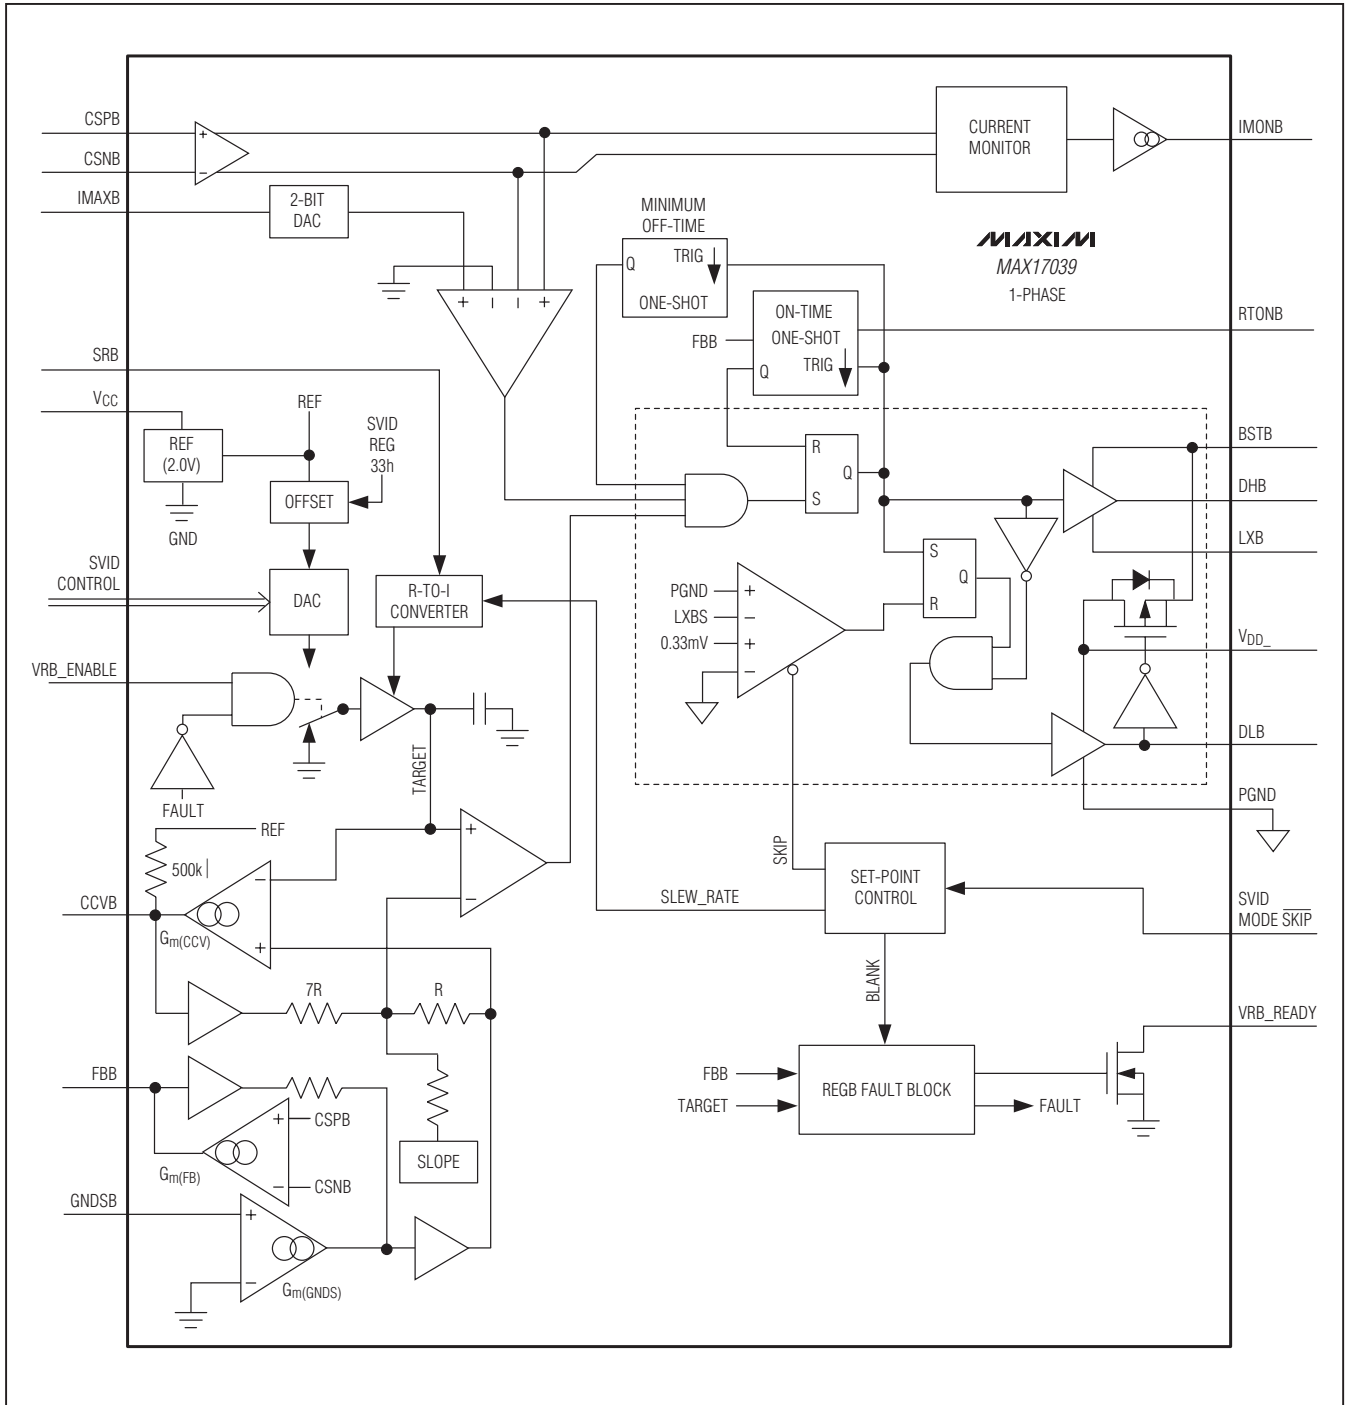 CSPB
CSNB
IMAXB
2-BIT
DAC
+
−
+ − − +
CURRENT
MONITOR
IMONB
MINIMUM
OFF-TIME
Q TRIG
ONE-SHOT
MAXIM
MAX17039
1-PHASE
ON-TIME
ONE-SHOT
TRIG
Q
FBB
RTONB
SRB
VCC
REF
(2.0V)
GND
REF
SVID
REG
33h
OFFSET
SVID
CONTROL
DAC
R-TO-I
CONVERTER
R
Q
S
S
Q
R
BSTB
DHB
LXB
PGND +
LXBS −
0.33mV +
−
VDD_
DLB
PGND
VRB_ENABLE
FAULT
TARGET
REF
500k
CCVB
−
+
Gm(CCV)
+
−
SKIP
SLEW_RATE
SET-POINT
CONTROL
SVID
MODE SKIP
BLANK
7R
R
FBB
+ CSPB
− CSNB
Gm(FB)
SLOPE
GNDSB
+
−
Gm(GNDS)
FBB
TARGET
REGB FAULT BLOCK
FAULT
VRB_READY